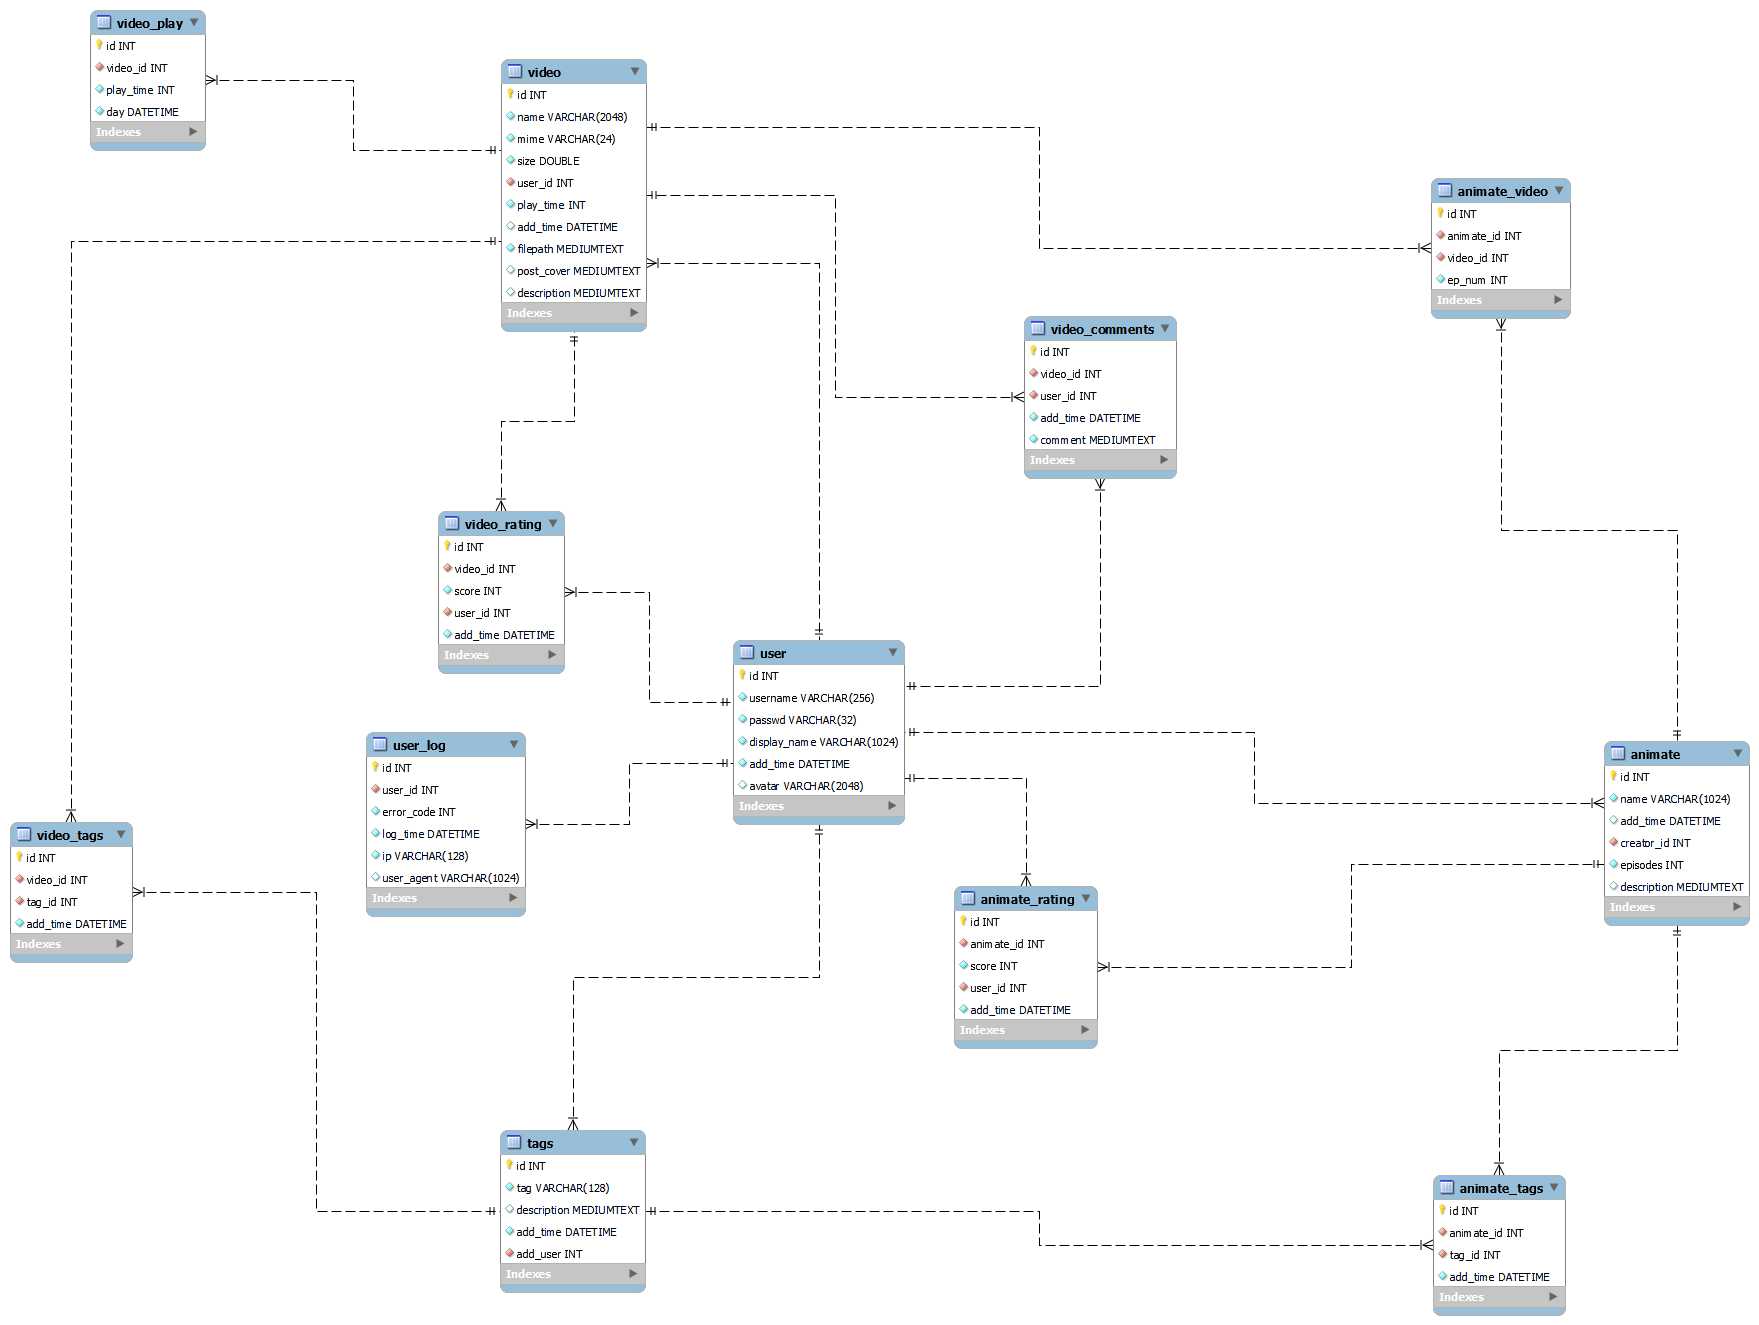 video_play
id INT
video_id INT
play_time INT
day DATETIME
Indexes
video
id INT
name VARCHAR(2048)
mime VARCHAR(24)
size DOUBLE
user_id INT
play_time INT
add_time DATETIME
filepath MEDIUMTEXT
post_cover MEDIUMTEXT
description MEDIUMTEXT
Indexes
animate_video
id INT
animate_id INT
video_id INT
ep_num INT
Indexes
video_comments
id INT
video_id INT
user_id INT
add_time DATETIME
comment MEDIUMTEXT
Indexes
video_rating
id INT
video_id INT
score INT
user_id INT
add_time DATETIME
Indexes
user
id INT
username VARCHAR(256)
passwd VARCHAR(32)
display_name VARCHAR(1024)
add_time DATETIME
avatar VARCHAR(2048)
Indexes
user_log
id INT
user_id INT
error_code INT
log_time DATETIME
ip VARCHAR(128)
user_agent VARCHAR(1024)
Indexes
animate
id INT
name VARCHAR(1024)
add_time DATETIME
creator_id INT
episodes INT
description MEDIUMTEXT
Indexes
video_tags
id INT
video_id INT
tag_id INT
add_time DATETIME
Indexes
animate_rating
id INT
animate_id INT
score INT
user_id INT
add_time DATETIME
Indexes
tags
id INT
tag VARCHAR(128)
description MEDIUMTEXT
add_time DATETIME
add_user INT
Indexes
animate_tags
id INT
animate_id INT
tag_id INT
add_time DATETIME
Indexes